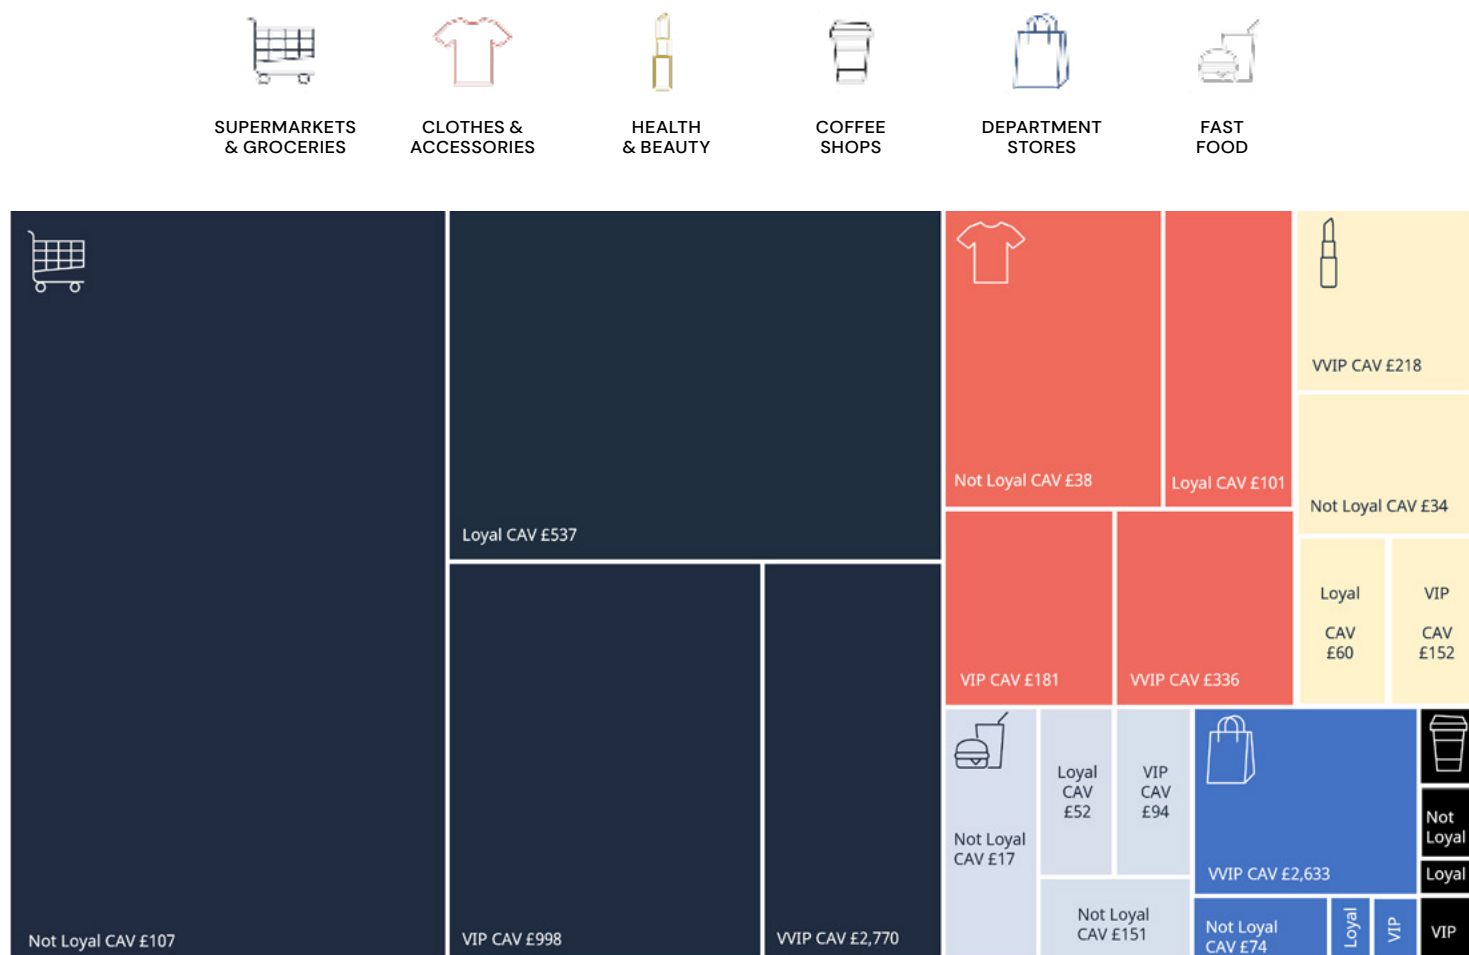 SUPERMARKETS
& GROCERIES
CLOTHES &
ACCESSORIES
HEALTH
& BEAUTY
COFFEE
SHOPS
DEPARTMENT
STORES
FAST
FOOD
Not Loyal CAV £107
Loyal CAV £537
VIP CAV £998
VVIP CAV £2,770
Not Loyal CAV £38
Loyal CAV £101
VIP CAV £181
VVIP CAV £336
VVIP CAV £218
Not Loyal CAV £34
Loyal
CAV
£60
VIP
CAV
£152
Not Loyal
CAV £17
Loyal
CAV
£52
VIP
CAV
£94
Not Loyal
CAV £151
VVIP CAV £2,633
Not Loyal
CAV £74
Loyal
VIP
Not
Loyal
Loyal
VIP